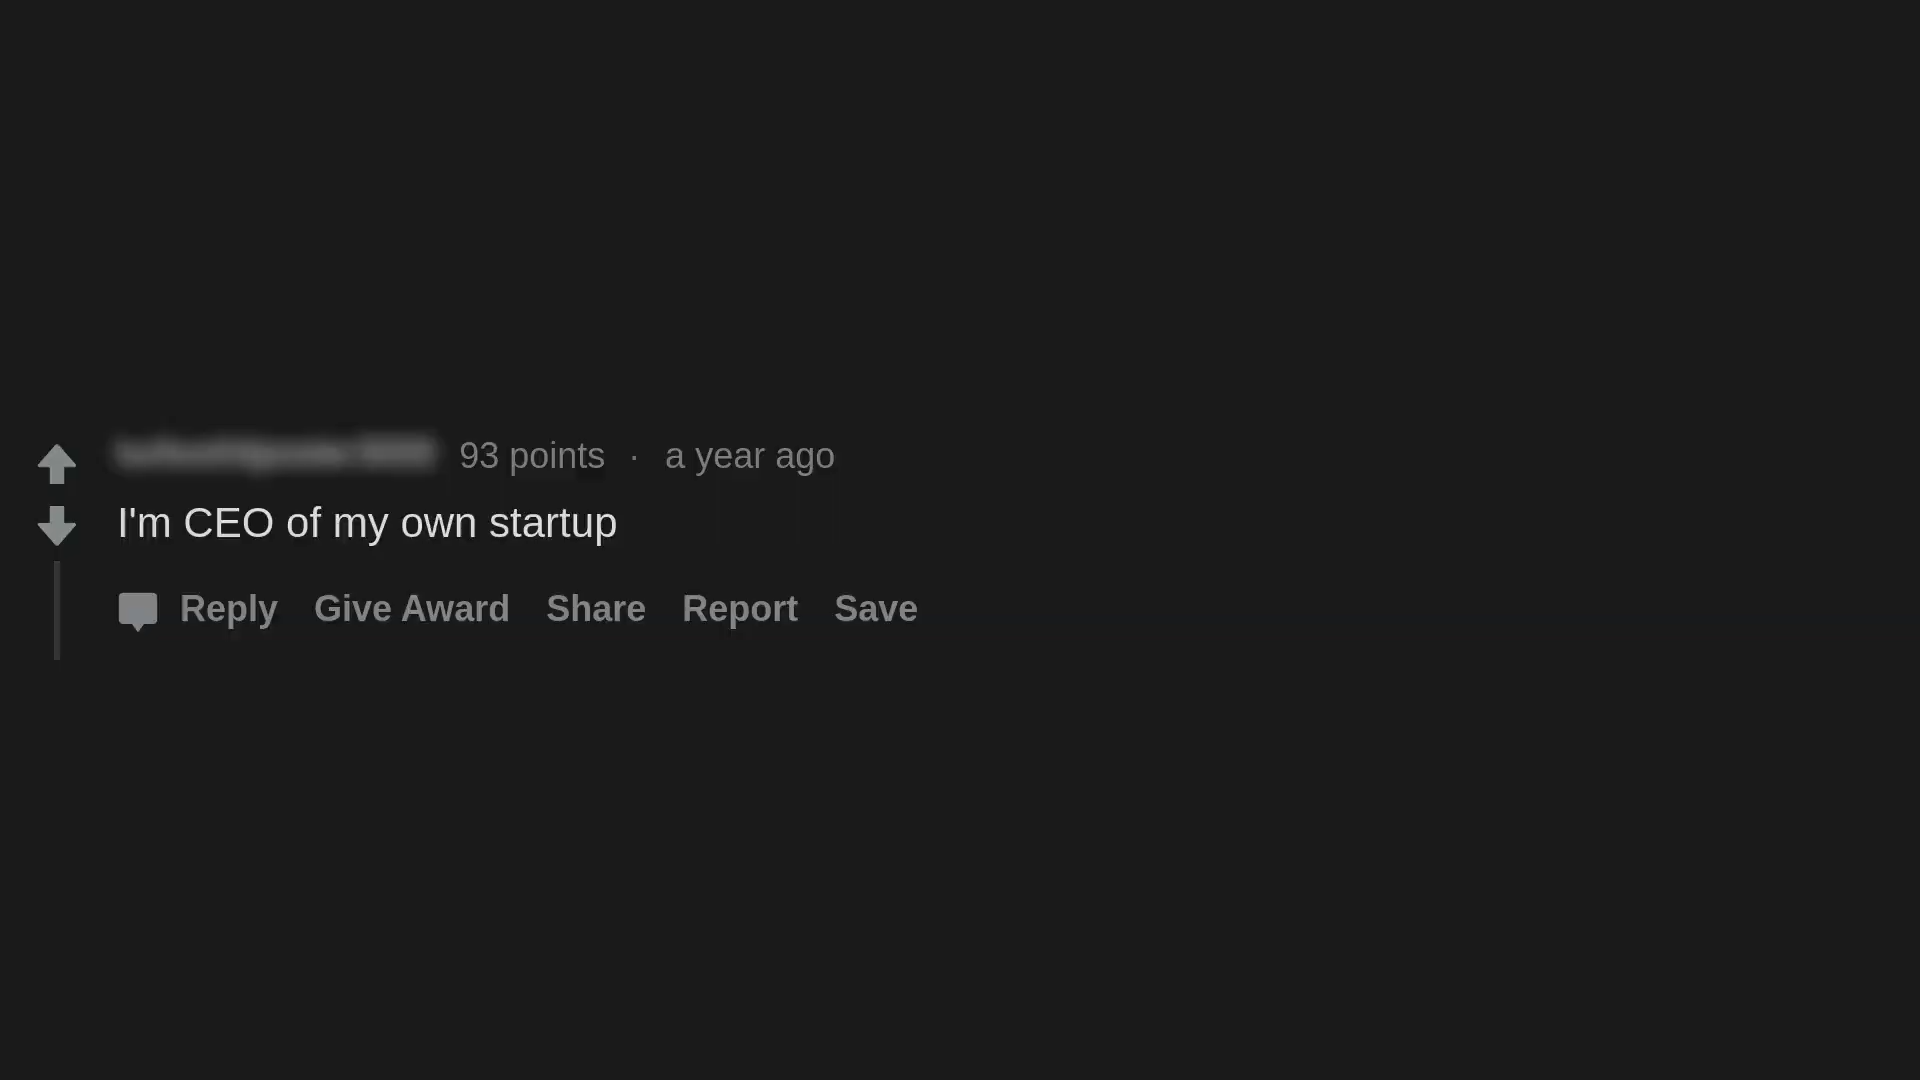 93 points · a year ago
I'm CEO of my own startup
Reply Give Award Share Report Save